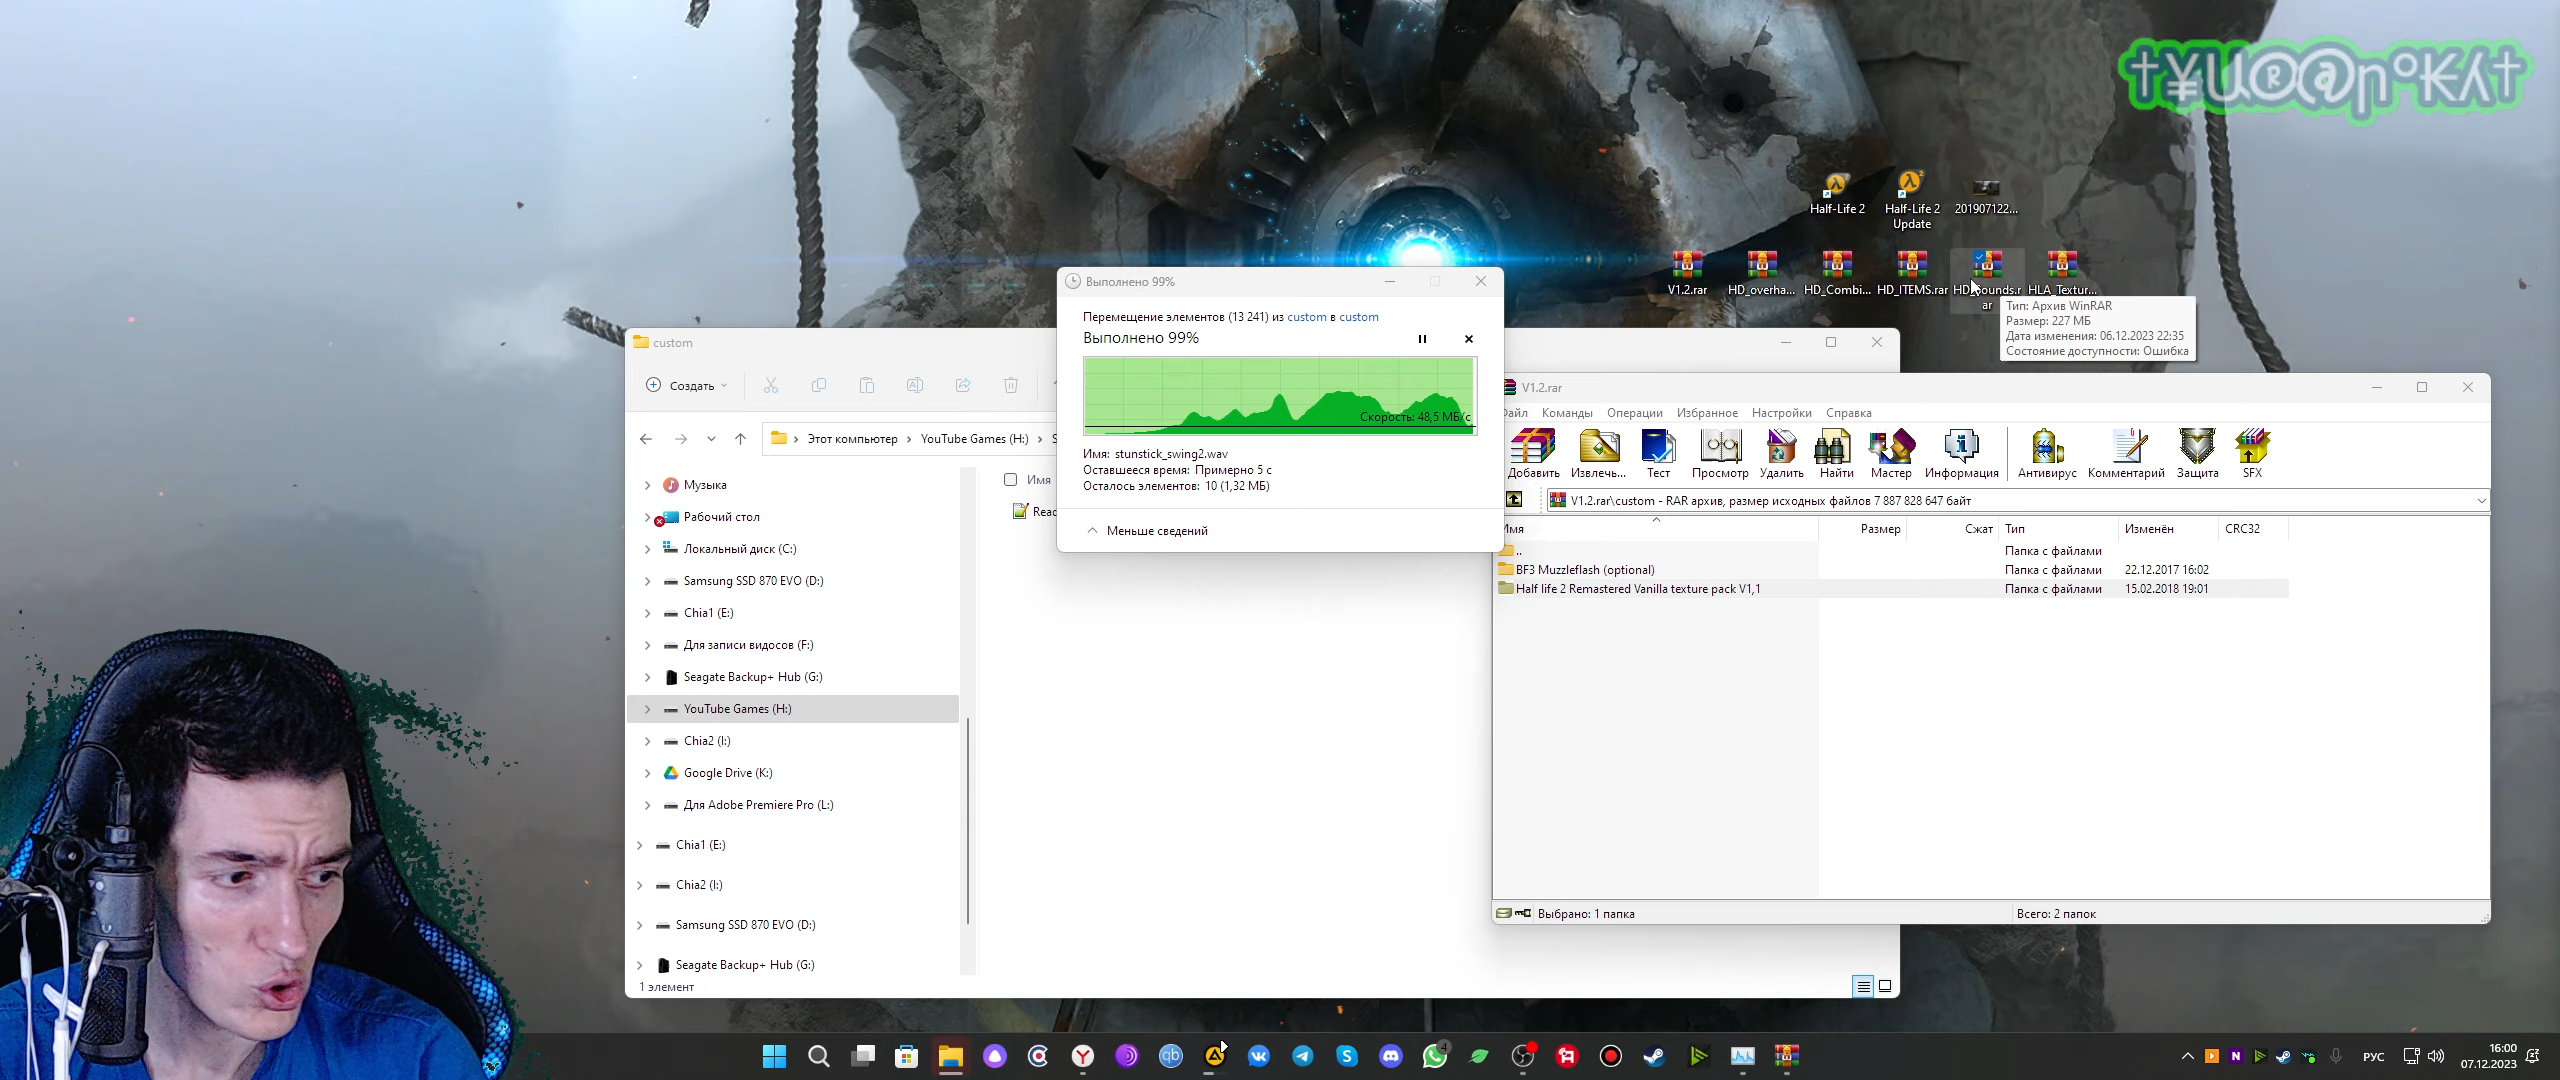 †¥U®@ηº₭Λ†
Half-Life 2
Half-Life 2 Update
201907122...
V1.2.rar
HD_overha...
HD_Combi...
HD_ITEMS.rar
HD_Sounds.rar
HLA_Textur...
Тип: Архив WinRAR
Размер: 227 МБ
Дата изменения: 06.12.2023 22:35
Состояние доступности: Ошибка
Выполнено 99%
Перемещение элементов (13 241) из custom в custom
Выполнено 99%
Скорость: 48,5 МБ/с
Имя: stunstick_swing2.wav
Оставшееся время: Примерно 5 с
Осталось элементов: 10 (1,32 МБ)
Меньше сведений
custom
Создать
Этот компьютер
YouTube Games (H:)
Имя
Музыка
Рабочий стол
Локальный диск (C:)
Samsung SSD 870 EVO (D:)
Chia1 (E:)
Для записи видосов (F:)
Seagate Backup+ Hub (G:)
YouTube Games (H:)
Chia2 (I:)
Google Drive (K:)
Для Adobe Premiere Pro (L:)
Chia1 (E:)
Chia2 (I:)
Samsung SSD 870 EVO (D:)
Seagate Backup+ Hub (G:)
1 элемент
V1.2.rar
Команды Операции Избранное Настройки Справка
Добавить Извлечь... Тест Просмотр Удалить Найти Мастер Информация Антивирус Комментарий Защита SFX
V1.2.rar\custom - RAR архив, размер исходных файлов 7 887 828 647 байт
Размер Сжат Тип Изменён CRC32
.. Папка с файлами
BF3 Muzzleflash (optional) Папка с файлами 22.12.2017 16:02
Half life 2 Remastered Vanilla texture pack V1,1 Папка с файлами 15.02.2018 19:01
Выбрано: 1 папка
Всего: 2 папок
4
РУС
16:00
07.12.2023